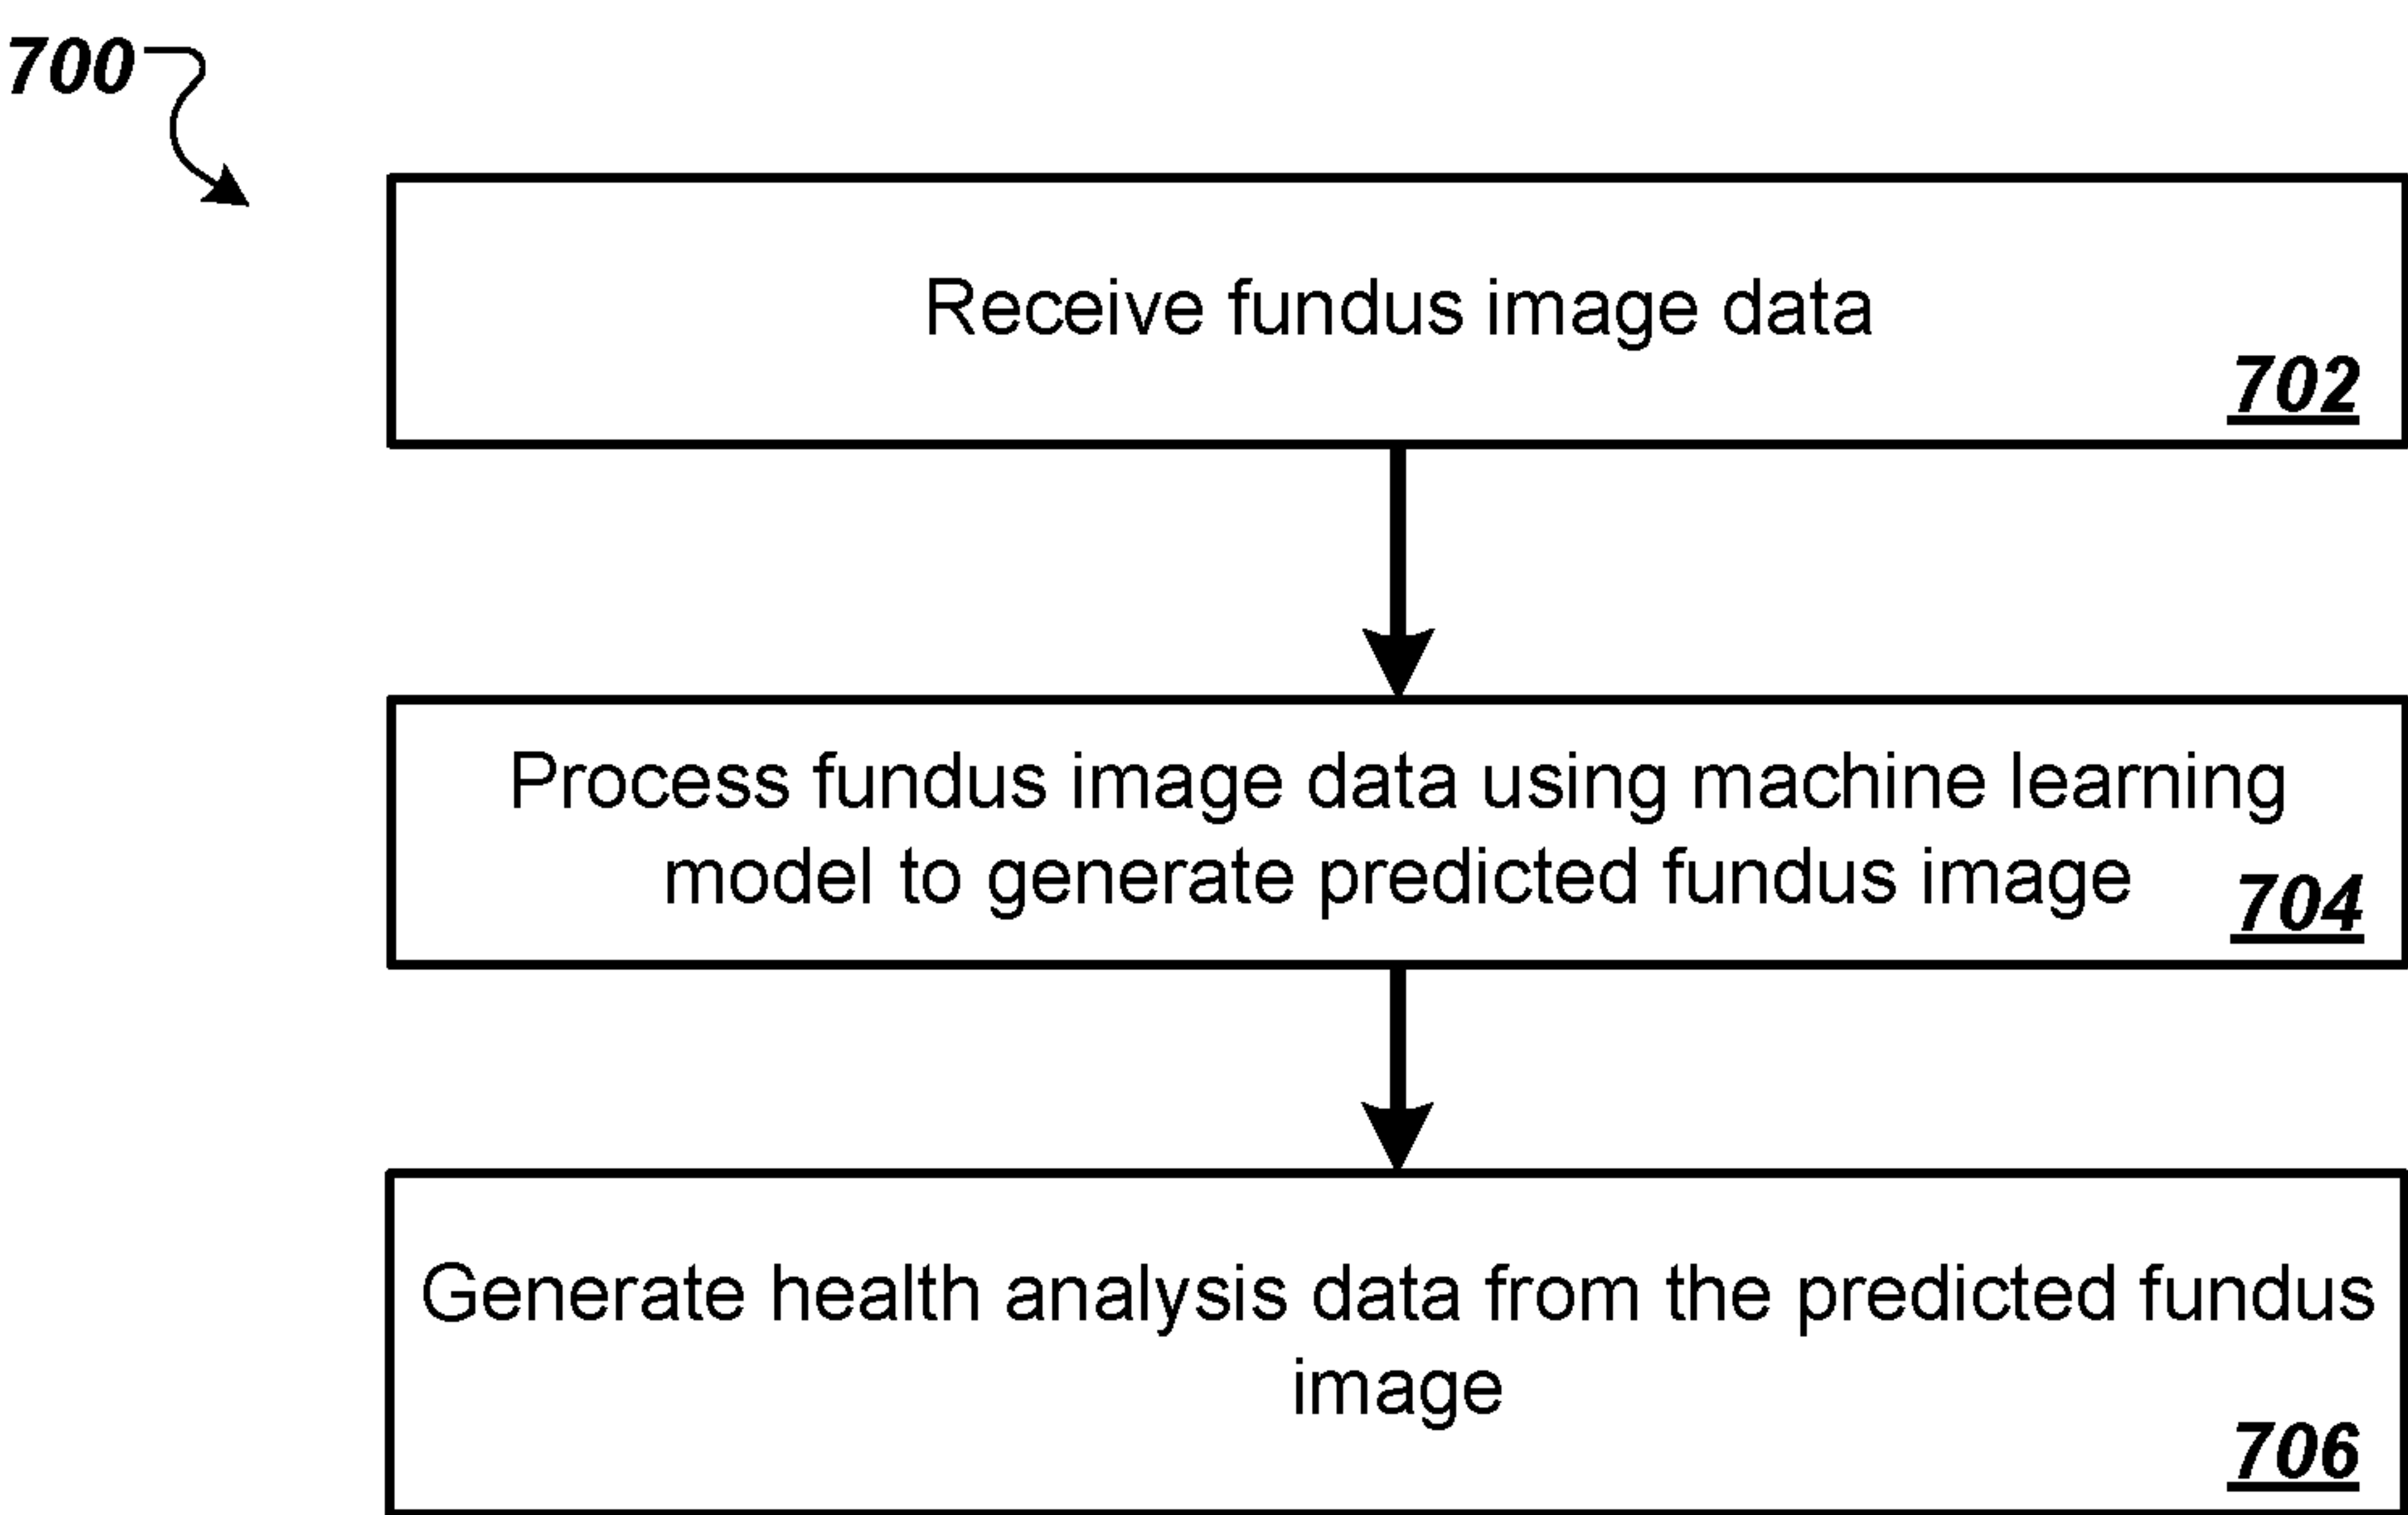 700
Receive fundus image data
702
Process fundus image data using machine learning
model to generate predicted fundus image
704
Generate health analysis data from the predicted fundus
image
706